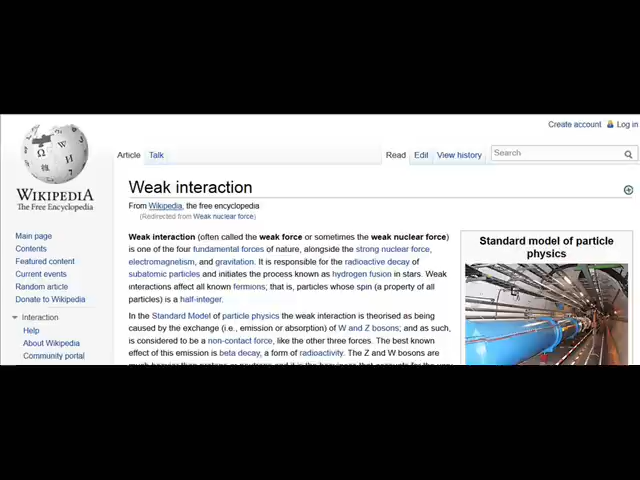 Create account Log in
Article Talk Read Edit View history Search
WIKIPEDIA
The Free Encyclopedia
Main page
Contents
Featured content
Current events
Random article
Donate to Wikipedia
Interaction
Help
About Wikipedia
Community portal
Weak interaction
From Wikipedia, the free encyclopedia
(Redirected from Weak nuclear force)
Weak interaction (often called the weak force or sometimes the weak nuclear force)
is one of the four fundamental forces of nature, alongside the strong nuclear force,
electromagnetism, and gravitation. It is responsible for the radioactive decay of
subatomic particles and initiates the process known as hydrogen fusion in stars. Weak
interactions affect all known fermions; that is, particles whose spin (a property of all
particles) is a half-integer.
In the Standard Model of particle physics the weak interaction is theorised as being
caused by the exchange (i.e., emission or absorption) of W and Z bosons; and as such,
is considered to be a non-contact force, like the other three forces. The best known
effect of this emission is beta decay, a form of radioactivity. The Z and W bosons are
Standard model of particle
physics